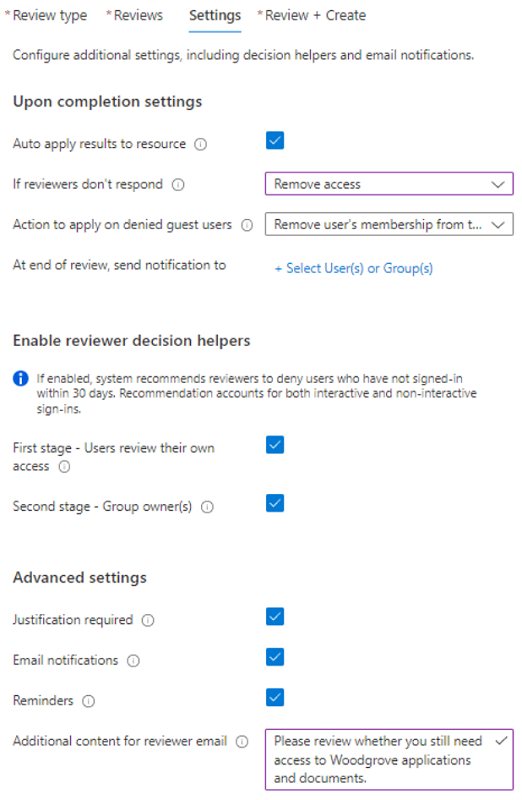 *Review type *Reviews Settings *Review + Create
Configure additional settings, including decision helpers and email notifications.
Upon completion settings
Auto apply results to resource
If reviewers don't respond Remove access
Action to apply on denied guest users Remove user's membership from t...
At end of review, send notification to + Select User(s) or Group(s)
Enable reviewer decision helpers
If enabled, system recommends reviewers to deny users who have not signed-in
within 30 days. Recommendation accounts for both interactive and non-interactive
sign-ins.
First stage - Users review their own
access
Second stage - Group owner(s)
Advanced settings
Justification required
Email notifications
Reminders
Additional content for reviewer email Please review whether you still need
access to Woodgrove applications
and documents.